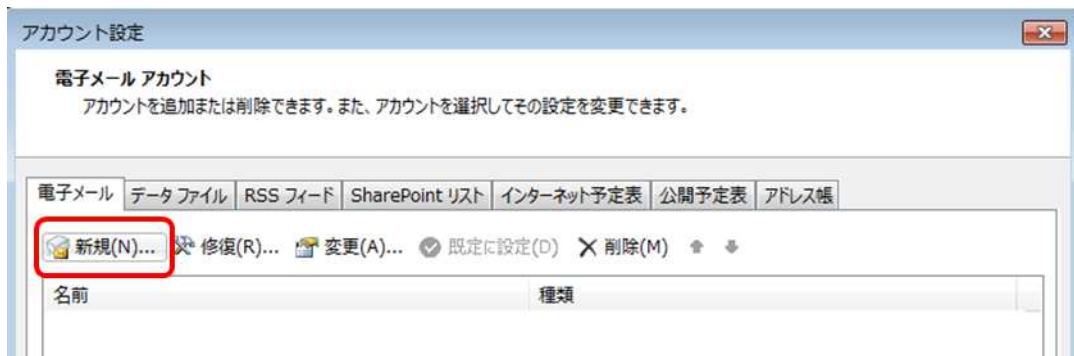 アカウント設定
電子メール アカウント
アカウントを追加または削除できます。また、アカウントを選択してその設定を変更できます。
電子メール データ ファイル RSS フィード SharePoint リスト インターネット予定表 公開予定表 アドレス帳
新規(N)... 修復(R)... 変更(A)... 既定に設定(D) 削除(M)
名前 種類